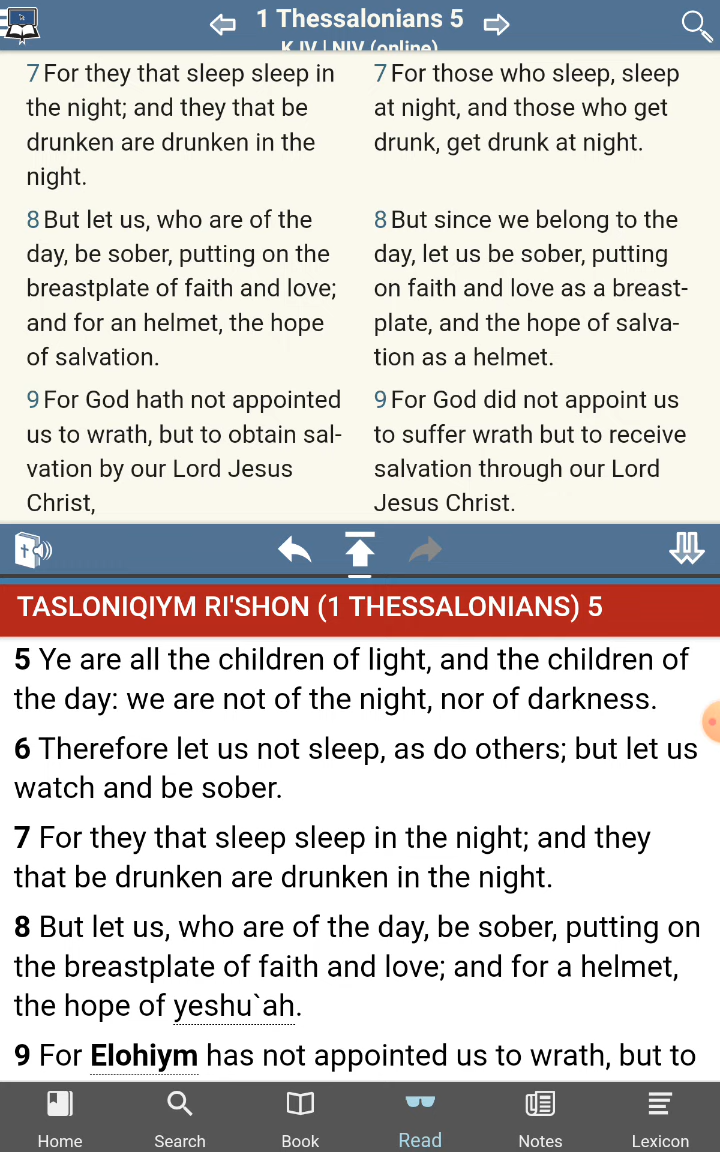 1 Thessalonians 5
KJV | NIV (online)
7 For they that sleep sleep in
the night; and they that be
drunken are drunken in the
night.
7 For those who sleep, sleep
at night, and those who get
drunk, get drunk at night.
8 But let us, who are of the
day, be sober, putting on the
breastplate of faith and love;
and for an helmet, the hope
of salvation.
8 But since we belong to the
day, let us be sober, putting
on faith and love as a breast-
plate, and the hope of salva-
tion as a helmet.
9 For God hath not appointed
us to wrath, but to obtain sal-
vation by our Lord Jesus
Christ,
9 For God did not appoint us
to suffer wrath but to receive
salvation through our Lord
Jesus Christ.
TASLONIQIYM RI'SHON (1 THESSALONIANS) 5
5 Ye are all the children of light, and the children of
the day: we are not of the night, nor of darkness.
6 Therefore let us not sleep, as do others; but let us
watch and be sober.
7 For they that sleep sleep in the night; and they
that be drunken are drunken in the night.
8 But let us, who are of the day, be sober, putting on
the breastplate of faith and love; and for a helmet,
the hope of yeshu`ah.
9 For Elohiym has not appointed us to wrath, but to
Home Search Book Read Notes Lexicon